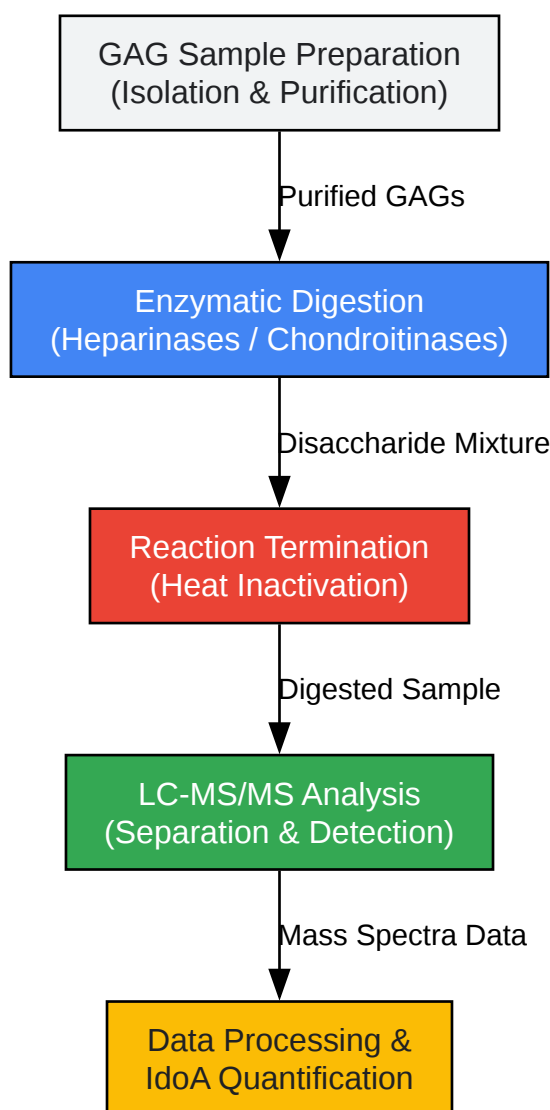 GAG Sample Preparation
(Isolation & Purification)
Purified GAGs
Enzymatic Digestion
(Heparinases / Chondroitinases)
Disaccharide Mixture
Reaction Termination
(Heat Inactivation)
Digested Sample
LC-MS/MS Analysis
(Separation & Detection)
Mass Spectra Data
Data Processing &
IdoA Quantification